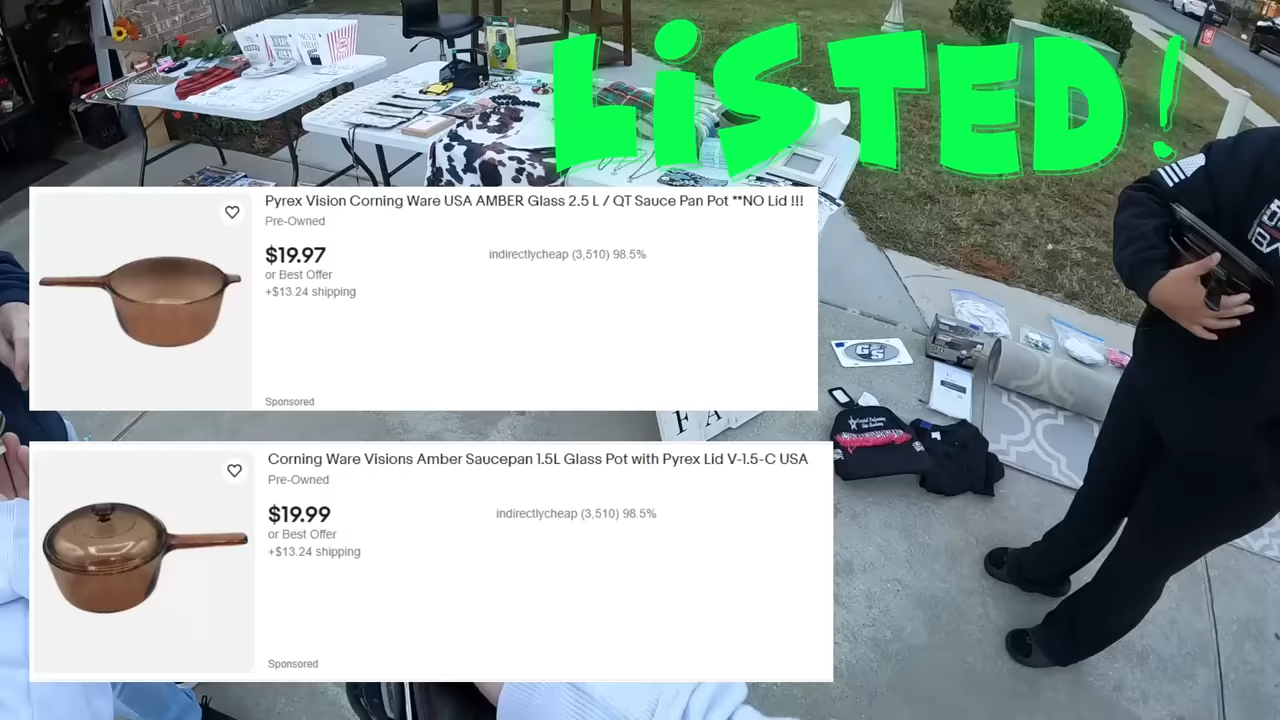 LiSTED!
Pyrex Vision Corning Ware USA AMBER Glass 2.5 L / QT Sauce Pan Pot **NO Lid !!!
Pre-Owned
$19.97
indirectlycheap (3,510) 98.5%
or Best Offer
+$13.24 shipping
Sponsored
F A
Corning Ware Visions Amber Saucepan 1.5L Glass Pot with Pyrex Lid V-1.5-C USA
Pre-Owned
$19.99
indirectlycheap (3,510) 98.5%
or Best Offer
+$13.24 shipping
Sponsored